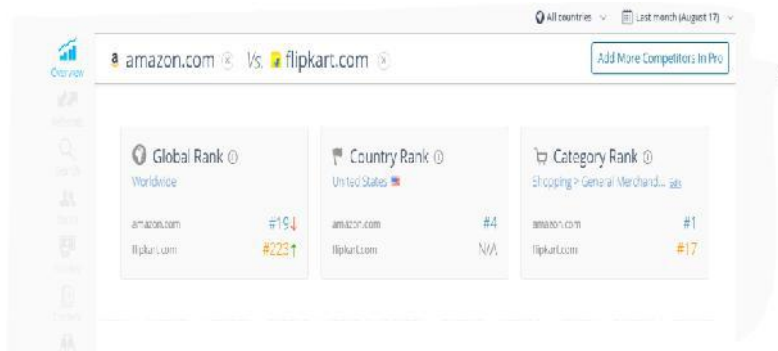 All countries Last month (August 17)
Overview
amazon.com Vs. flipkart.com
Add More Competitors In Pro
Global Rank
Worldwide
amazon.com #19
flipkart.com #223
Country Rank
United States
amazon.com #4
flipkart.com N/A
Category Rank
Shopping > General Merchand...
amazon.com #1
flipkart.com #17